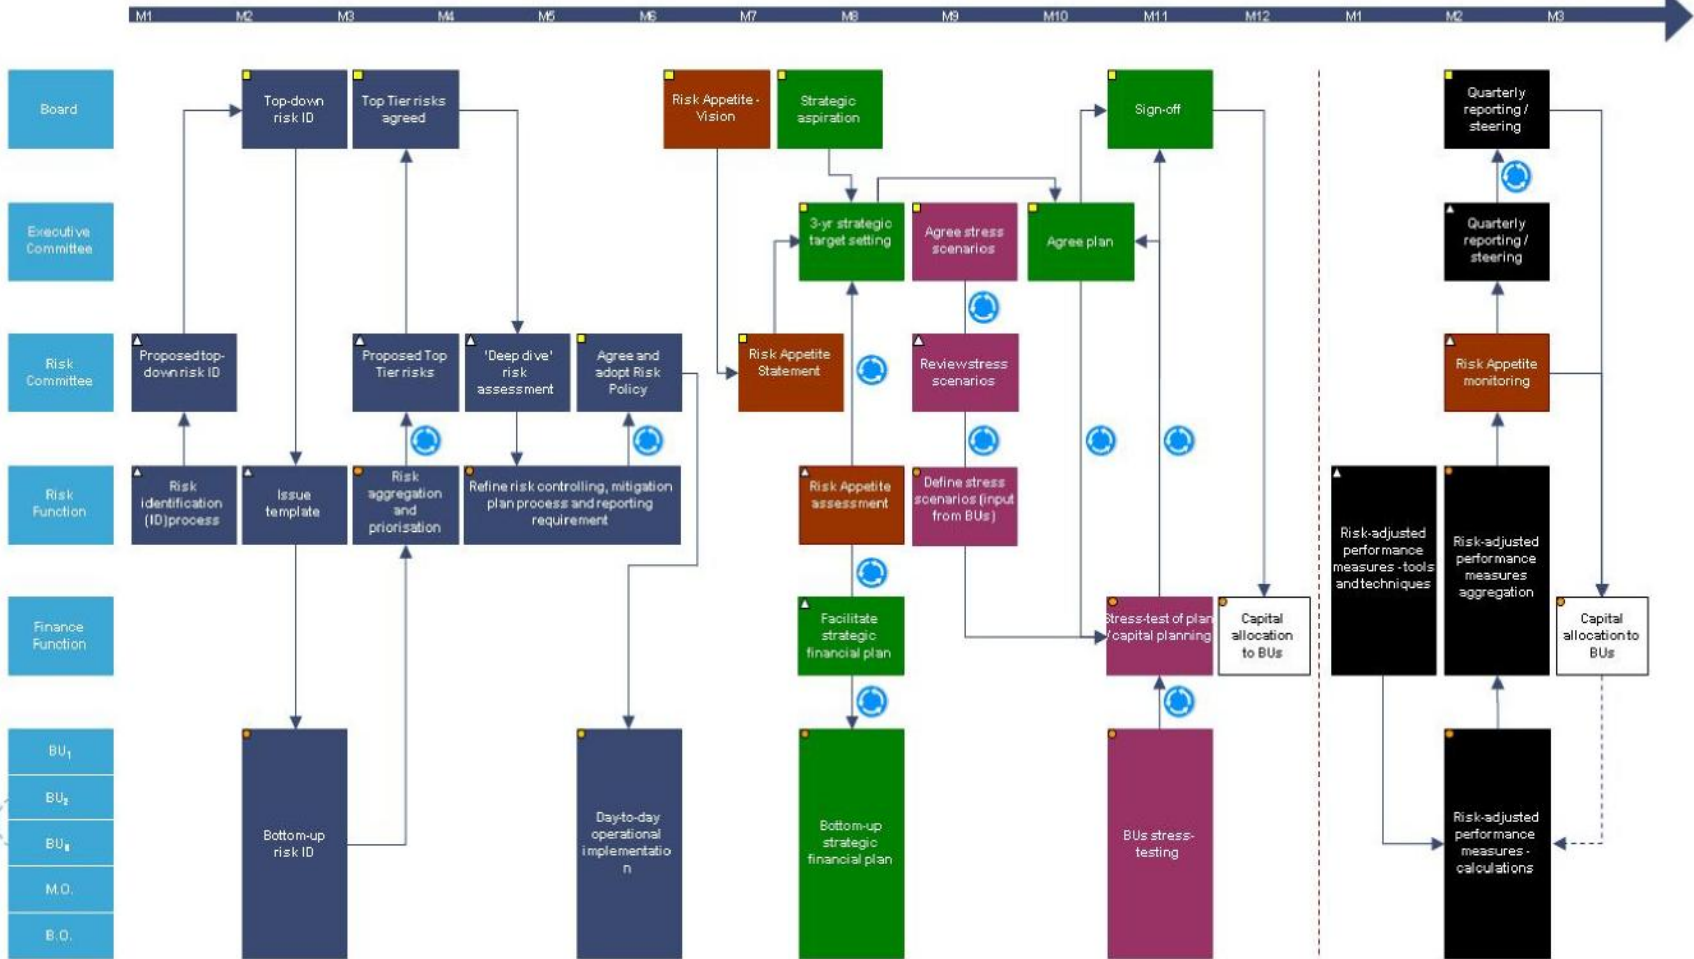 M1
M2
M3
M4
M5
M6
M7
M8
M9
M10
M11
M12
M1
M2
M3
Board
Top-down
risk ID
Top Tier risks
agreed
Risk Appetite -
Vision
Strategic
aspiration
Sign-off
Quarterly
reporting /
steering
Executive
Committee
3-yr strategic
target setting
Agree stress
scenarios
Agree plan
Quarterly
reporting /
steering
Risk
Committee
Proposed top-
down risk ID
Proposed Top
Tier risks
'Deep dive'
risk
assessment
Agree and
adopt Risk
Policy
Risk Appetite
Statement
Review stress
scenarios
Risk Appetite
monitoring
Risk
Function
Risk
identification
(ID) process
Issue
template
Risk
aggregation
and
priorisation
Refine risk controlling, mitigation
plan process and reporting
requirement
Risk Appetite
assessment
Define stress
scenarios (input
from BUs)
Risk-adjusted
performance
measures - tools
and techniques
Risk-adjusted
performance
measures
aggregation
Finance
Function
Facilitate
strategic
financial plan
Stress-test of plan
/ capital planning
Capital
allocation
to BUs
Capital
allocation to
BUs
BU1
BU2
BUn
M.O.
B.O.
Bottom-up
risk ID
Day-to-day
operational
implementatio
n
Bottom-up
strategic
financial plan
BUs stress-
testing
Risk-adjusted
performance
measures -
calculations